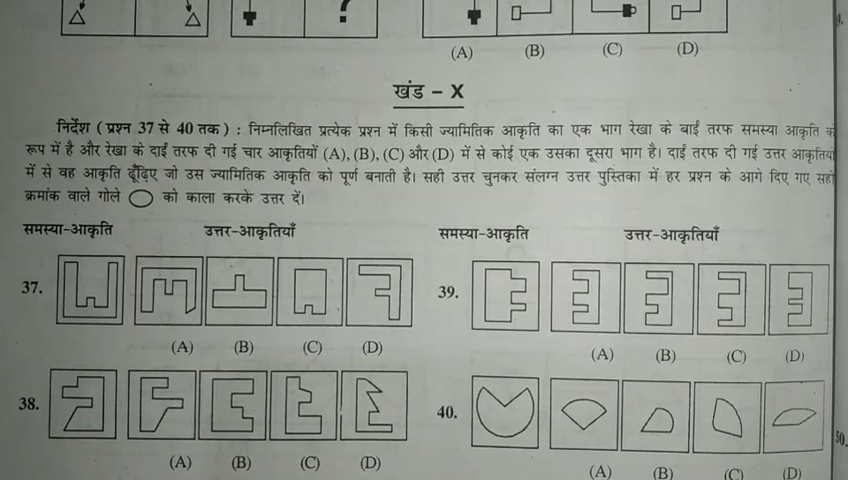 ?
(A) (B) (C) (D)
खंड – X
निर्देश ( प्रश्न 37 से 40 तक ) : निम्नलिखित प्रत्येक प्रश्न में किसी ज्यामितिक आकृति का एक भाग रेखा के बाईं तरफ समस्या आकृति के
रूप में है और रेखा के दाईं तरफ दी गई चार आकृतियों (A), (B), (C) और (D) में से कोई एक उसका दूसरा भाग है। दाईं तरफ दी गई उत्तर आकृतियों
में से वह आकृति ढूँढ़िए जो उस ज्यामितिक आकृति को पूर्ण बनाती है। सही उत्तर चुनकर संलग्न उत्तर पुस्तिका में हर प्रश्न के आगे दिए गए सही
क्रमांक वाले गोले को काला करके उत्तर दें।
समस्या-आकृति उत्तर-आकृतियाँ समस्या-आकृति उत्तर-आकृतियाँ
37. 39.
(A) (B) (C) (D) (A) (B) (C) (D)
38. 40.
(A) (B) (C) (D) (A) (B) (C) (D)
50.